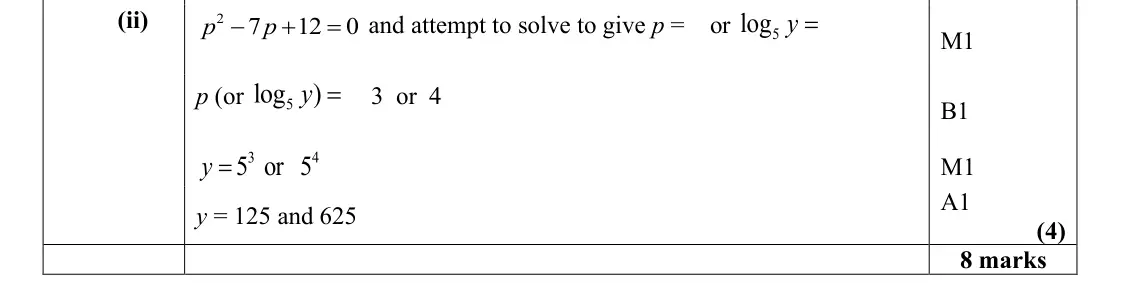 (ii) p² − 7p + 12 = 0 and attempt to solve to give p = or log₅ y = M1
p (or log₅ y) = 3 or 4 B1
y = 5³ or 5⁴ M1
y = 125 and 625 A1
(4)
8 marks